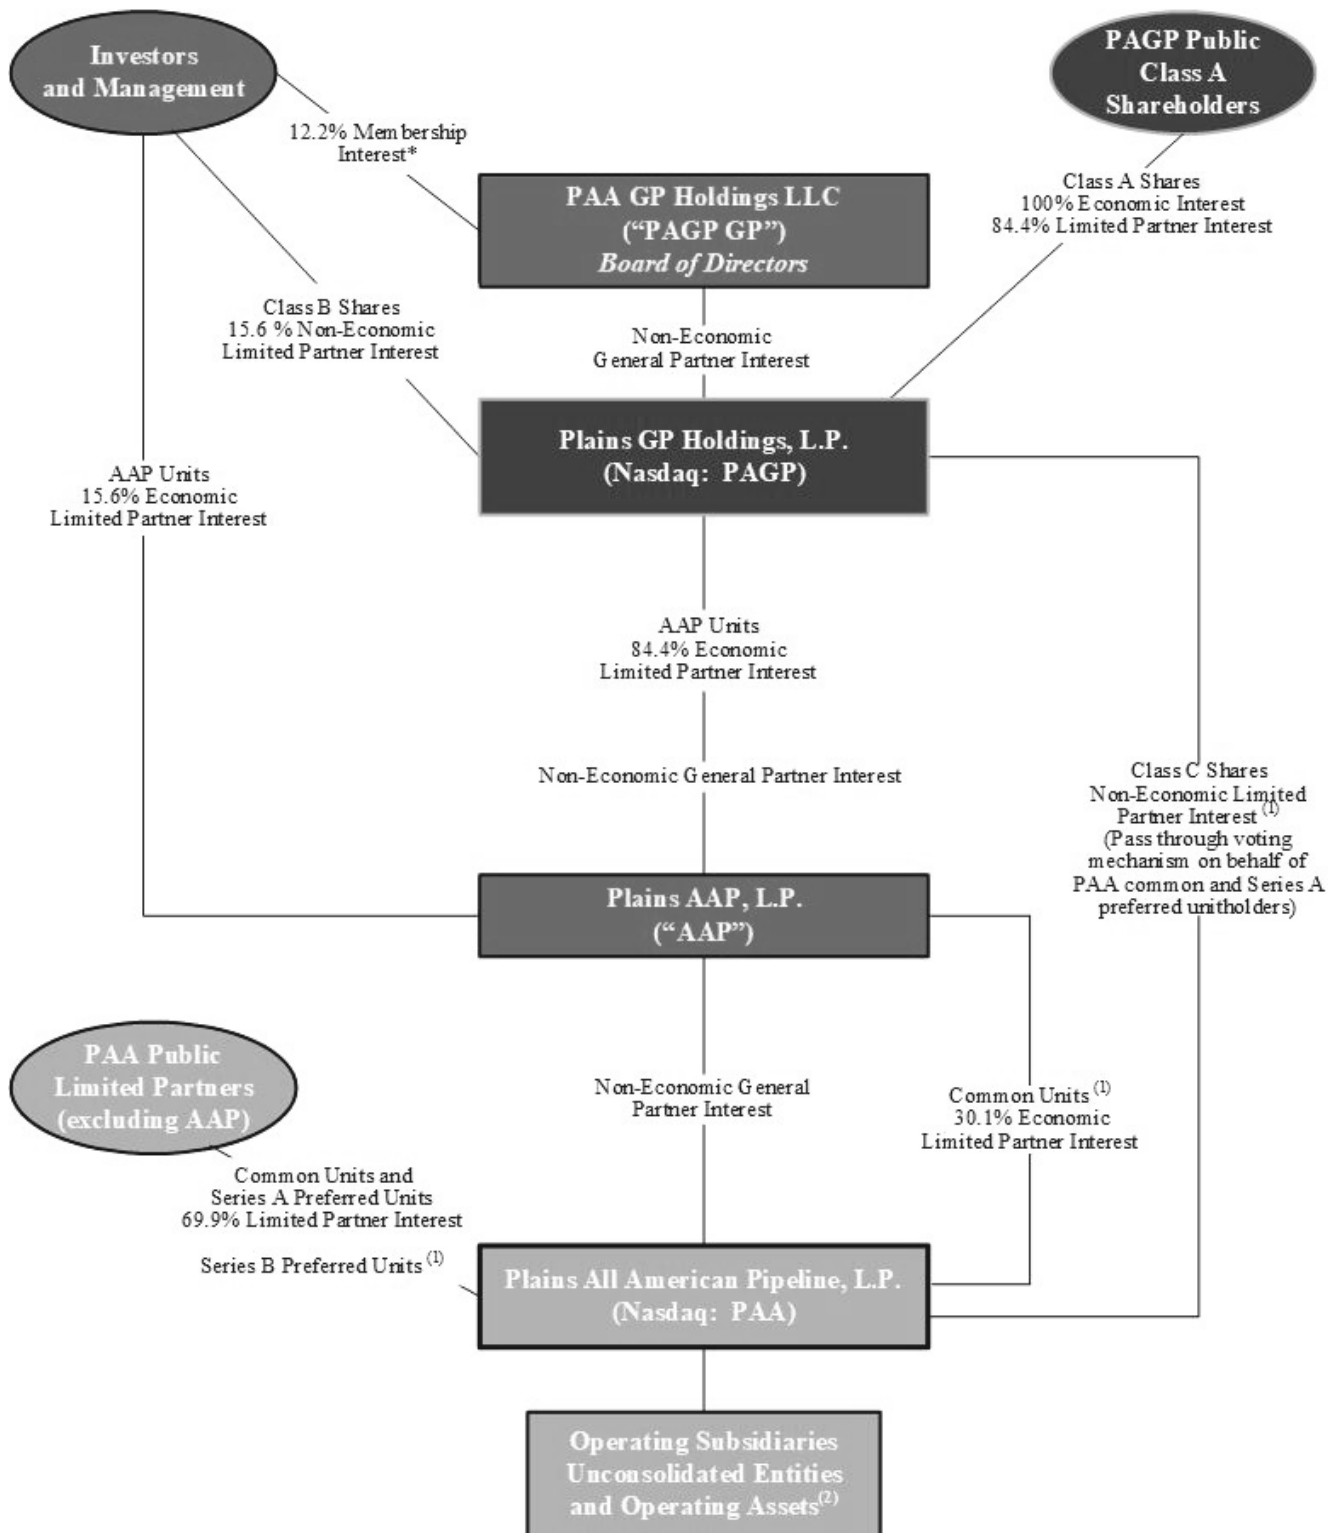 Investors
and Management
PAGP Public
Class A
Shareholders
12.2% Membership
Interest*
PAA GP Holdings LLC
(“PAGP GP”)
Board of Directors
Class A Shares
100% Economic Interest
84.4% Limited Partner Interest
Class B Shares
15.6 % Non-Economic
Limited Partner Interest
Non-Economic
General Partner Interest
Plains GP Holdings, L.P.
(Nasdaq: PAGP)
AAP Units
15.6% Economic
Limited Partner Interest
AAP Units
84.4% Economic
Limited Partner Interest
Non-Economic General Partner Interest
Class C Shares
Non-Economic Limited
Partner Interest (1)
(Pass through voting
mechanism on behalf of
PAA common and Series A
preferred unitholders)
Plains AAP, L.P.
(“AAP”)
PAA Public
Limited Partners
(excluding AAP)
Non-Economic General
Partner Interest
Common Units (1)
30.1% Economic
Limited Partner Interest
Common Units and
Series A Preferred Units
69.9% Limited Partner Interest
Series B Preferred Units (1)
Plains All American Pipeline, L.P.
(Nasdaq: PAA)
Operating Subsidiaries
Unconsolidated Entities
and Operating Assets(2)